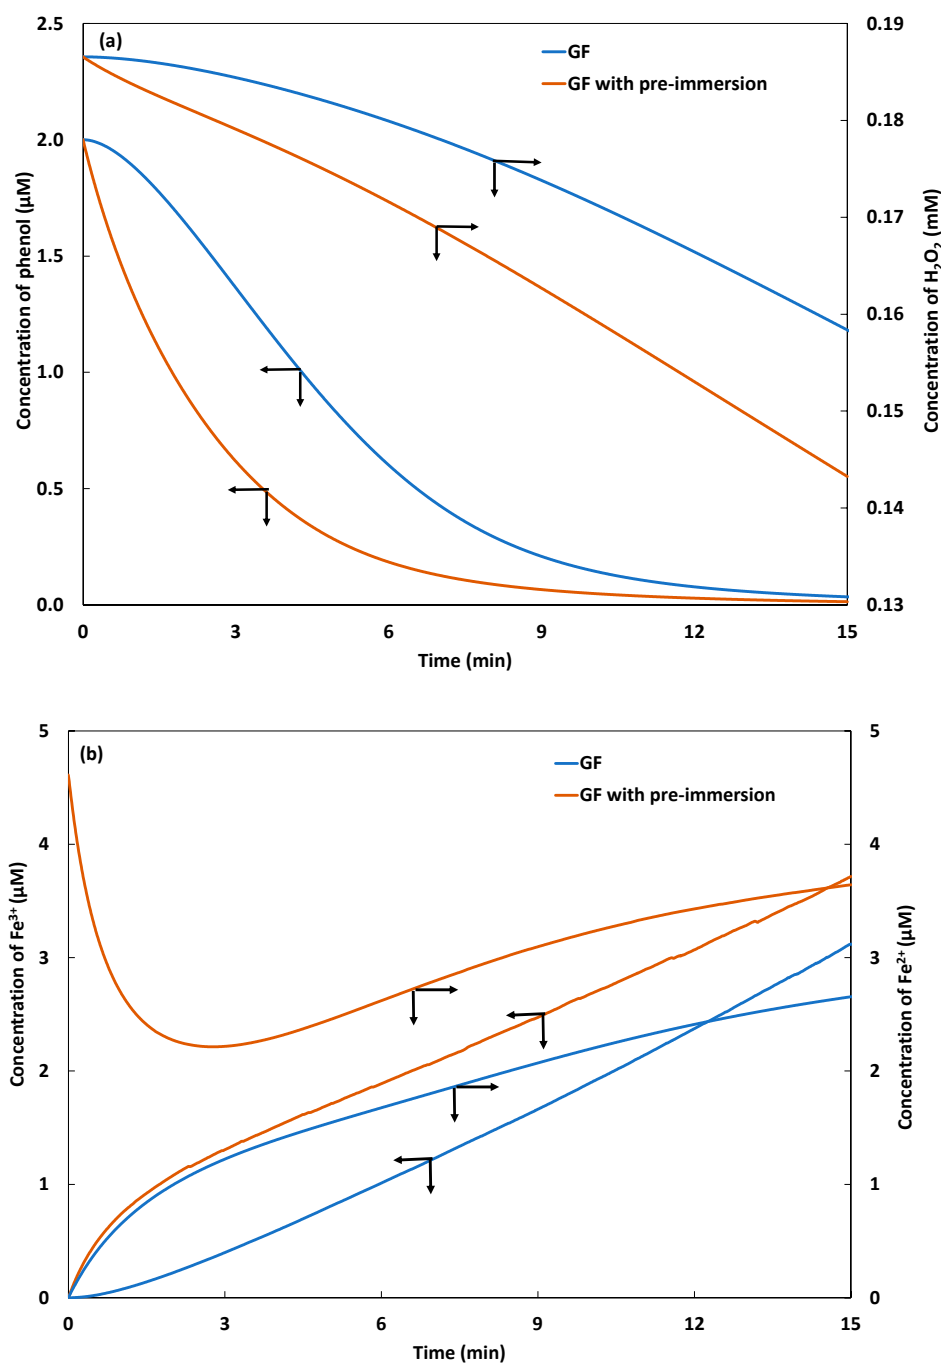 (a)
GF
GF with pre-immersion
2.5
2.0
1.5
1.0
0.5
0.0
Concentration of phenol (µM)
0.19
0.18
0.17
0.16
0.15
0.14
0.13
Concentration of H₂O₂ (mM)
0 3 6 9 12 15
Time (min)
(b)
GF
GF with pre-immersion
5
4
3
2
1
0
Concentration of Fe³⁺ (µM)
5
4
3
2
1
0
Concentration of Fe²⁺ (µM)
0 3 6 9 12 15
Time (min)